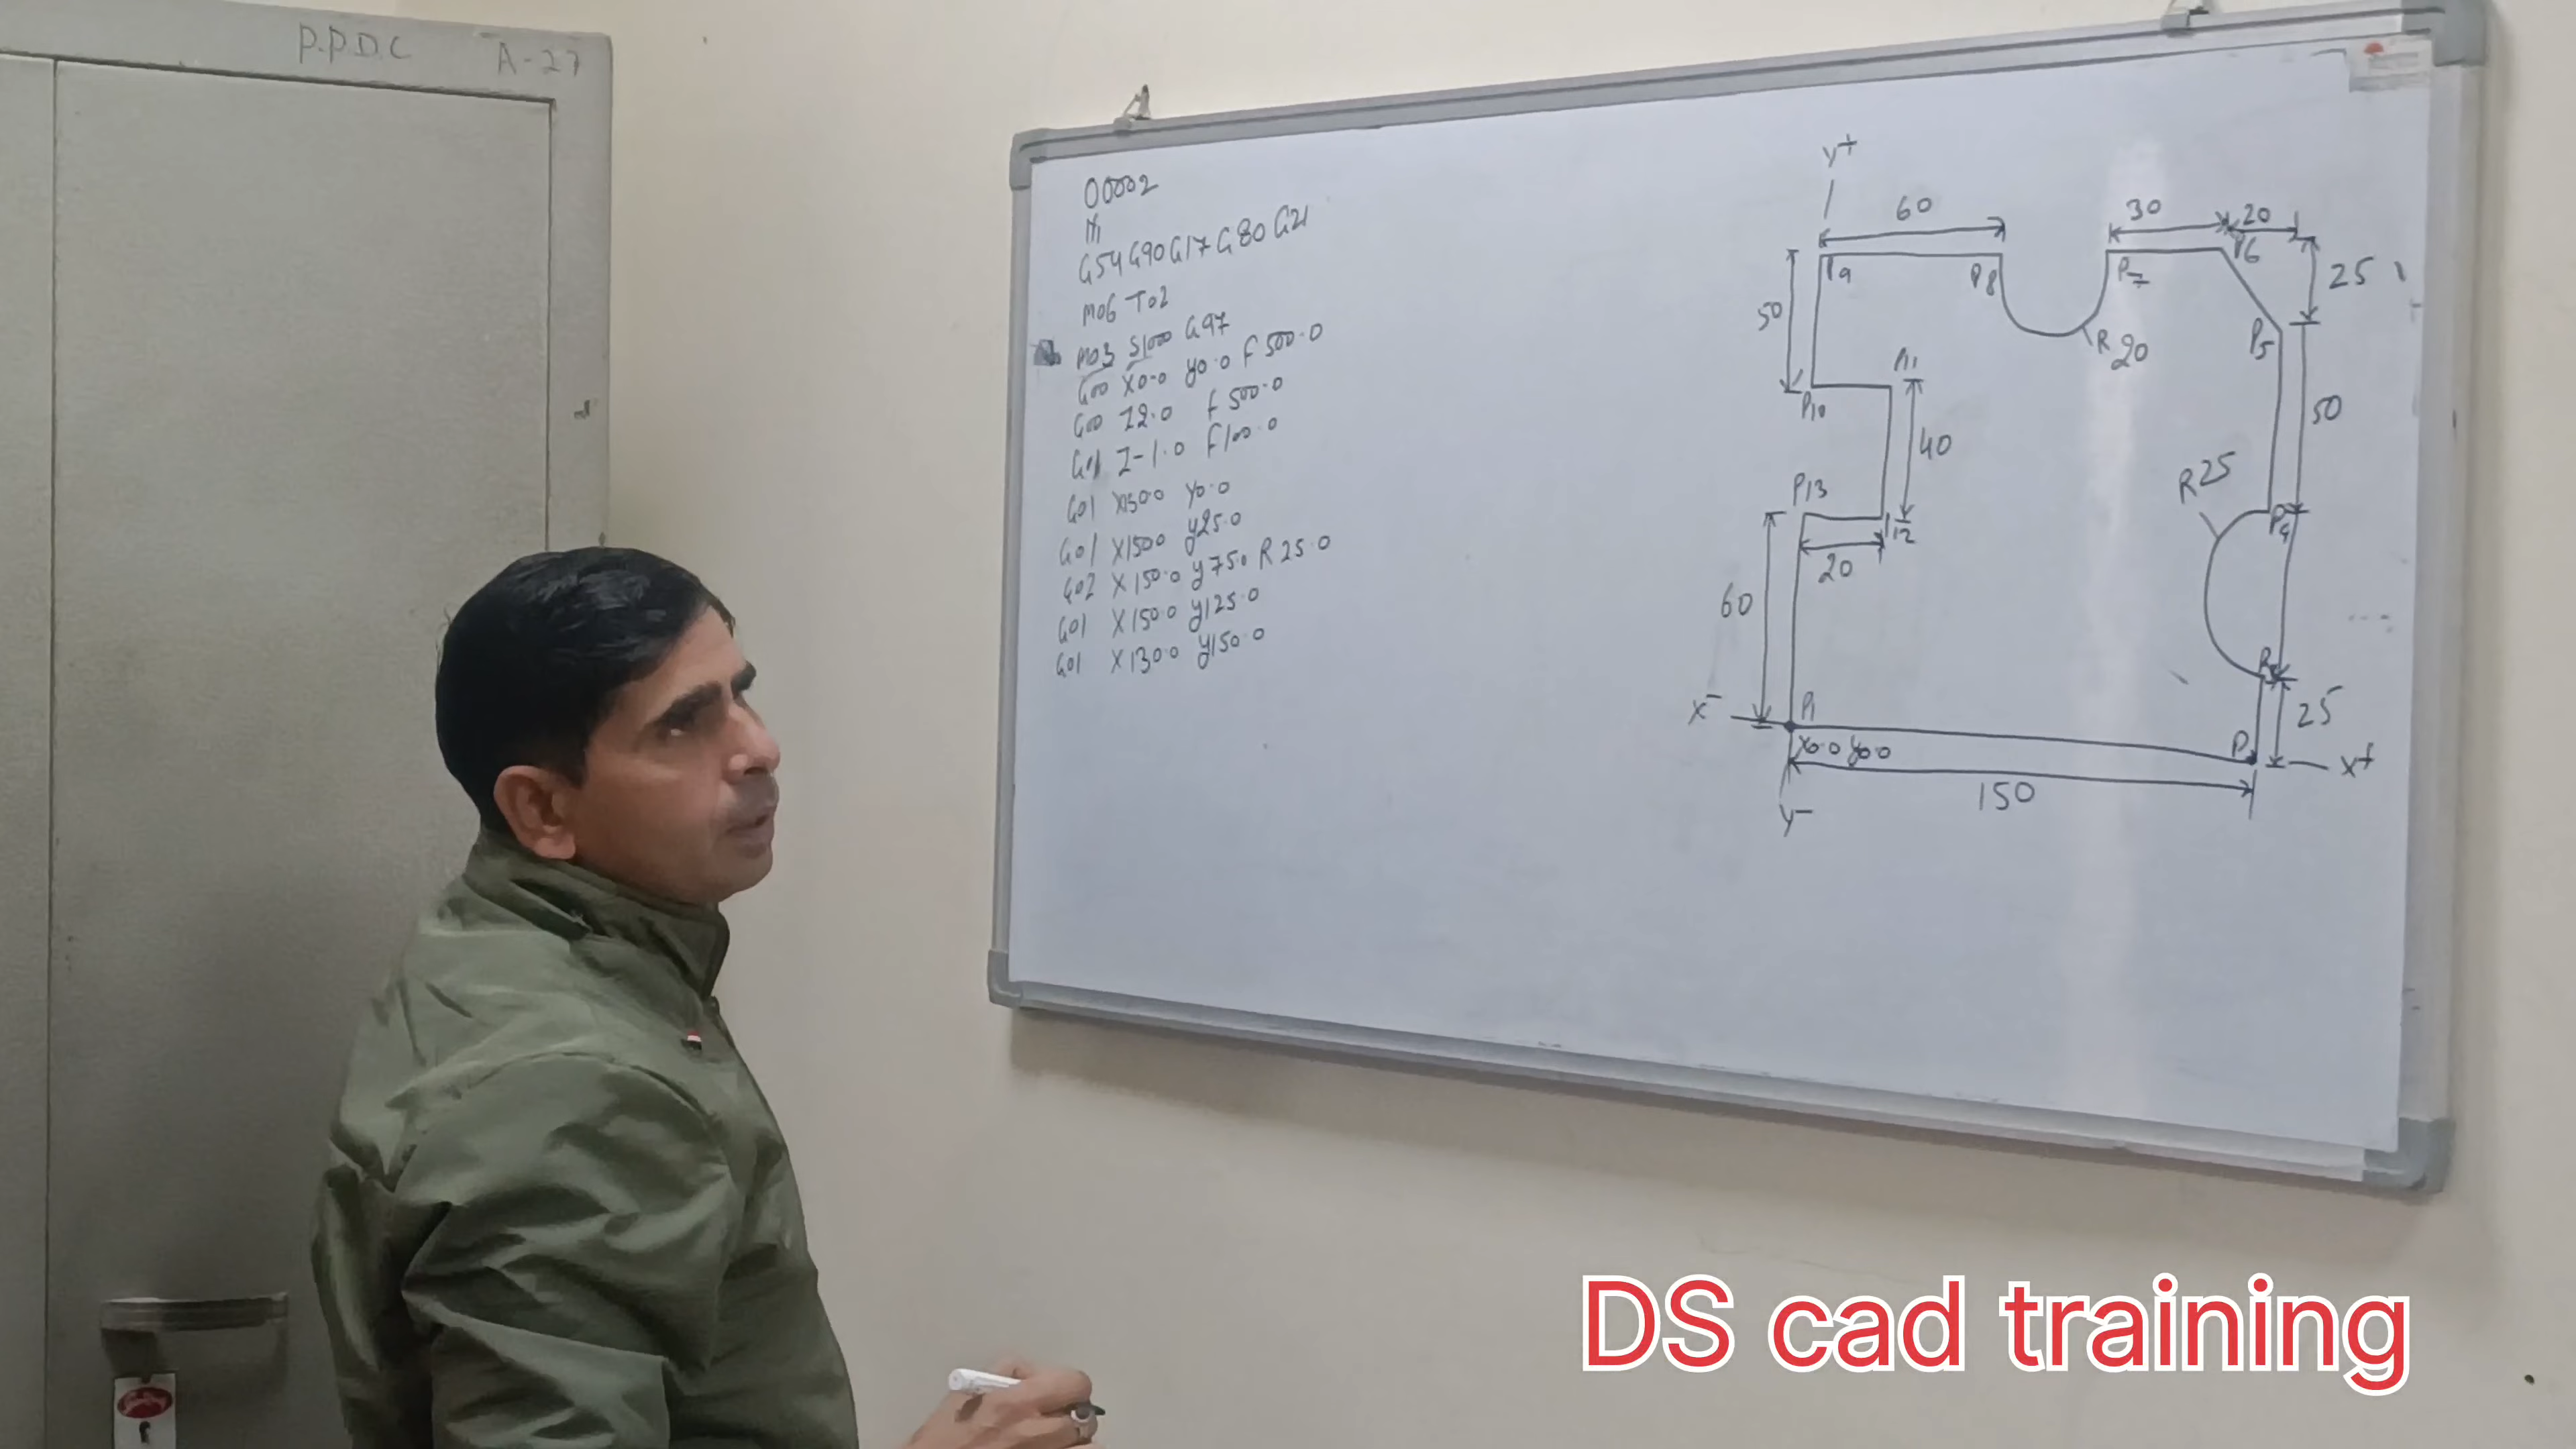 P.P.D.C A-27
O0002
N1
G54 G90 G17 G80 G21
M06 T02
M03 S1000 G97
G00 X0.0 Y0.0 F500.0
G00 Z2.0 F500.0
G01 Z-1.0 F100.0
G01 X150.0 Y0.0
G01 X150.0 Y25.0
G02 X150.0 Y75.0 R25.0
G01 X150.0 Y125.0
G01 X130.0 Y150.0
Y+
60
30
20
P9
P8
P7
P6
25
50
R20
P5
P10
P11
40
50
R25
P13
P12
P4
20
60
X-
P1
X0.0 Y0.0
P
25
X+
150
Y-
DS cad training